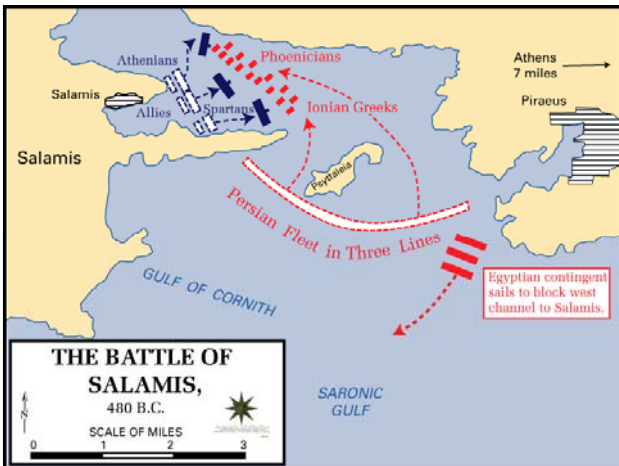 Athenians
Phoenicians
Athens
7 miles
Piraeus
Salamis
Allies
Spartans
Ionian Greeks
Salamis
Psyttaleia
Persian Fleet in Three Lines
GULF OF CORNITH
Egyptian contingent
sails to block west
channel to Salamis.
THE BATTLE OF
SALAMIS,
480 B.C.
N
SCALE OF MILES
0 1 2 3
SARONIC
GULF